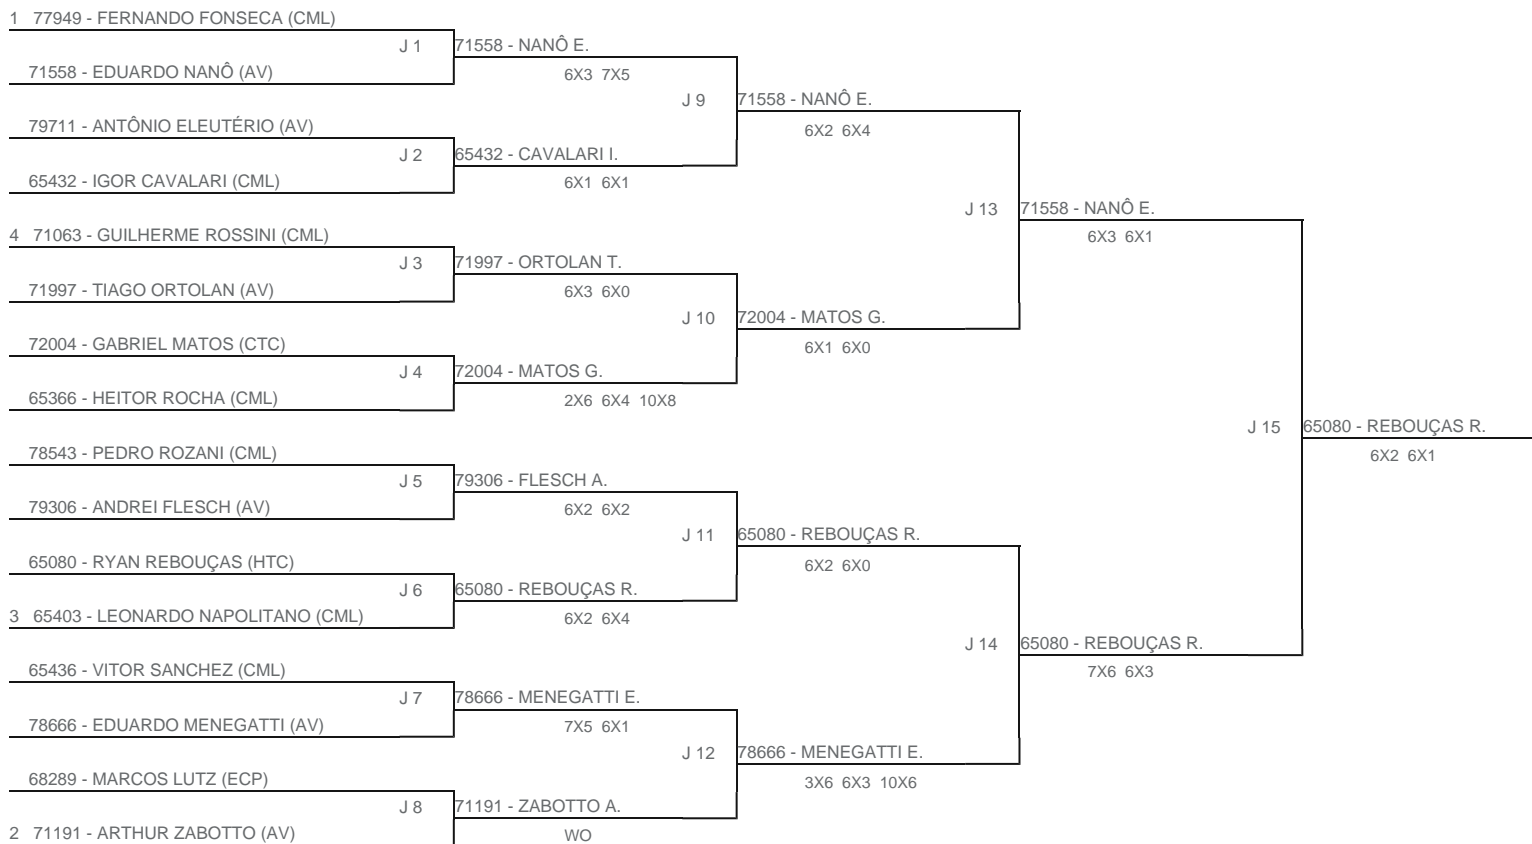 1 77949 - FERNANDO FONSECA (CML)
J 1
71558 - NANÔ E.
71558 - EDUARDO NANÔ (AV)
6X3 7X5
J 9
71558 - NANÔ E.
79711 - ANTÔNIO ELEUTÉRIO (AV)
6X2 6X4
J 2
65432 - CAVALARI I.
65432 - IGOR CAVALARI (CML)
6X1 6X1
J 13
71558 - NANÔ E.
4 71063 - GUILHERME ROSSINI (CML)
6X3 6X1
J 3
71997 - ORTOLAN T.
71997 - TIAGO ORTOLAN (AV)
6X3 6X0
J 10
72004 - MATOS G.
72004 - GABRIEL MATOS (CTC)
6X1 6X0
J 4
72004 - MATOS G.
65366 - HEITOR ROCHA (CML)
2X6 6X4 10X8
J 15
65080 - REBOUÇAS R.
78543 - PEDRO ROZANI (CML)
6X2 6X1
J 5
79306 - FLESCH A.
79306 - ANDREI FLESCH (AV)
6X2 6X2
J 11
65080 - REBOUÇAS R.
65080 - RYAN REBOUÇAS (HTC)
6X2 6X0
J 6
65080 - REBOUÇAS R.
3 65403 - LEONARDO NAPOLITANO (CML)
6X2 6X4
J 14
65080 - REBOUÇAS R.
65436 - VITOR SANCHEZ (CML)
7X6 6X3
J 7
78666 - MENEGATTI E.
78666 - EDUARDO MENEGATTI (AV)
7X5 6X1
J 12
78666 - MENEGATTI E.
68289 - MARCOS LUTZ (ECP)
3X6 6X3 10X6
J 8
71191 - ZABOTTO A.
2 71191 - ARTHUR ZABOTTO (AV)
WO